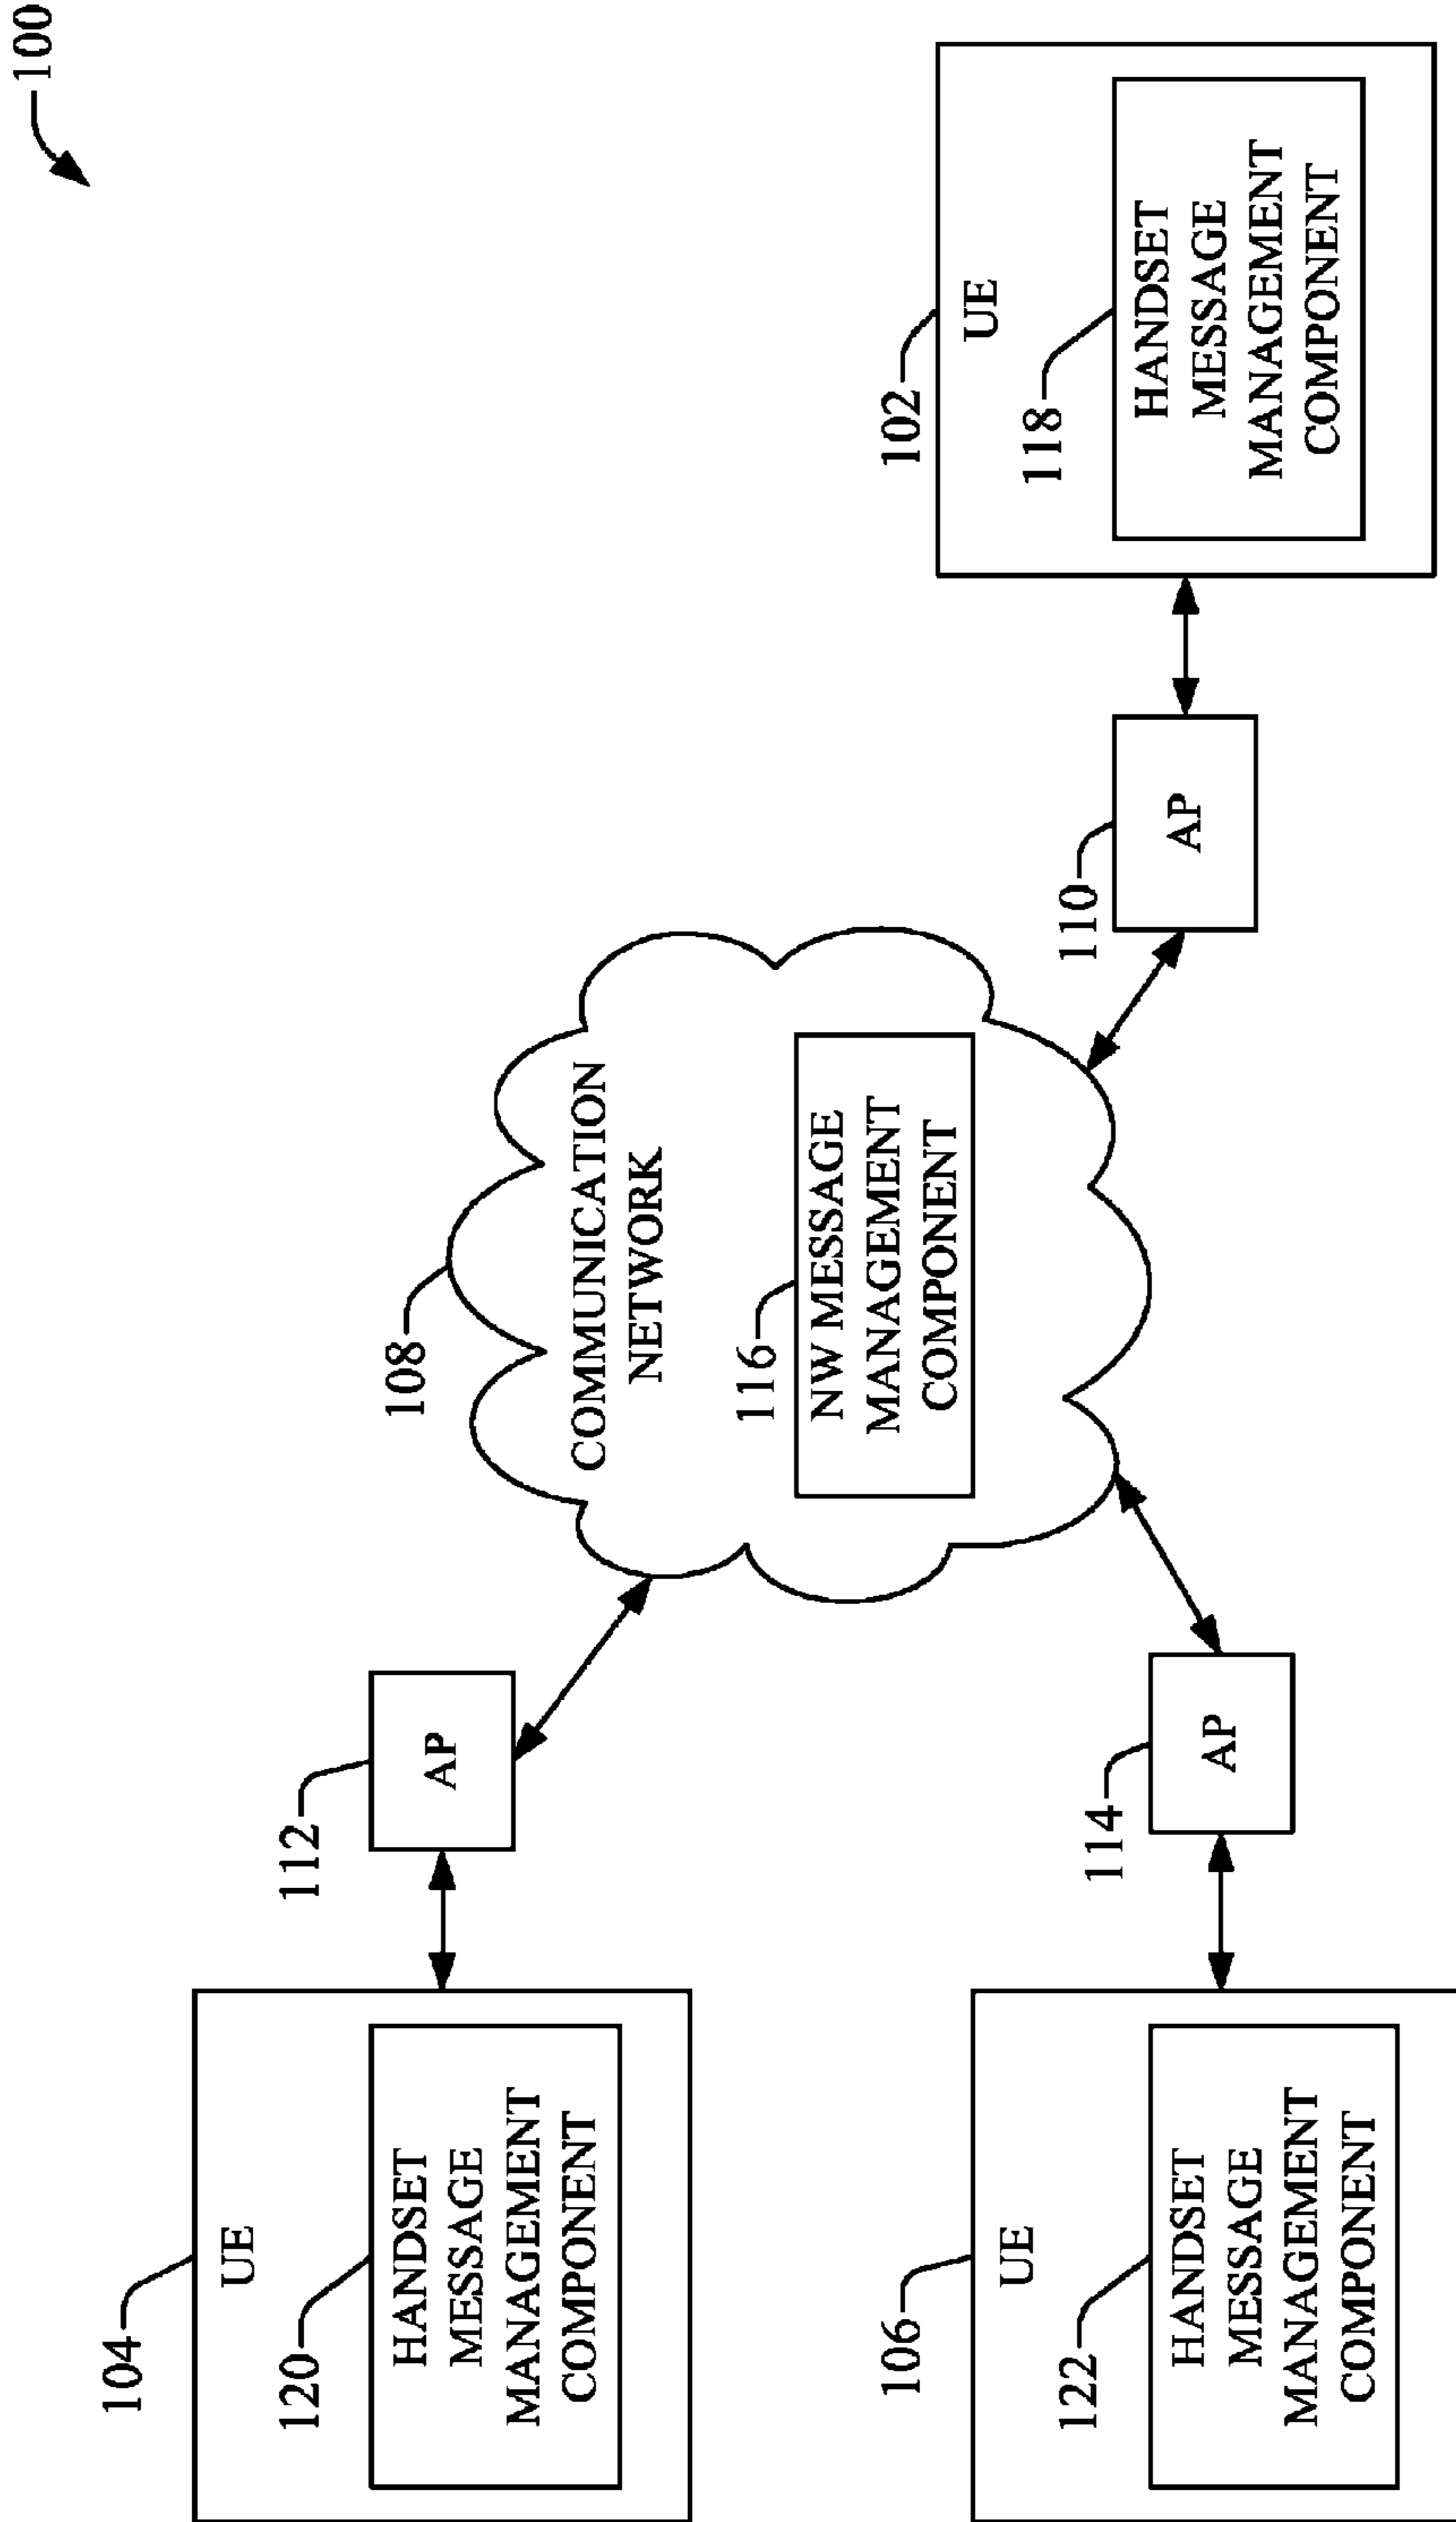 100
104
UE
120
HANDSET
MESSAGE
MANAGEMENT
COMPONENT
112
AP
108
COMMUNICATION
NETWORK
116
NW MESSAGE
MANAGEMENT
COMPONENT
106
UE
122
HANDSET
MESSAGE
MANAGEMENT
COMPONENT
114
AP
110
AP
102
UE
118
HANDSET
MESSAGE
MANAGEMENT
COMPONENT